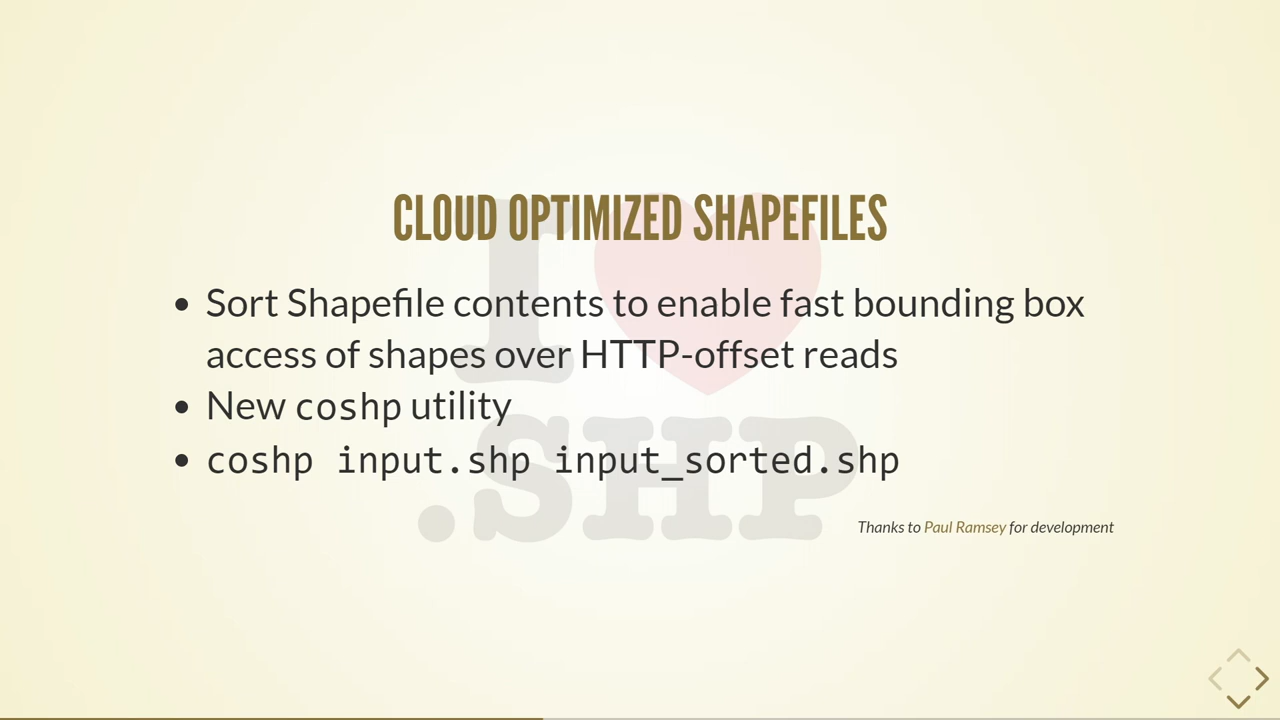 CLOUD OPTIMIZED SHAPEFILES
I
.SHP
• Sort Shapefile contents to enable fast bounding box
access of shapes over HTTP-offset reads
• New coshp utility
• coshp input.shp input_sorted.shp
Thanks to Paul Ramsey for development